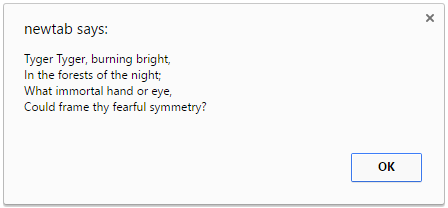 newtab says:
Tyger Tyger, burning bright,
In the forests of the night;
What immortal hand or eye,
Could frame thy fearful symmetry?
OK